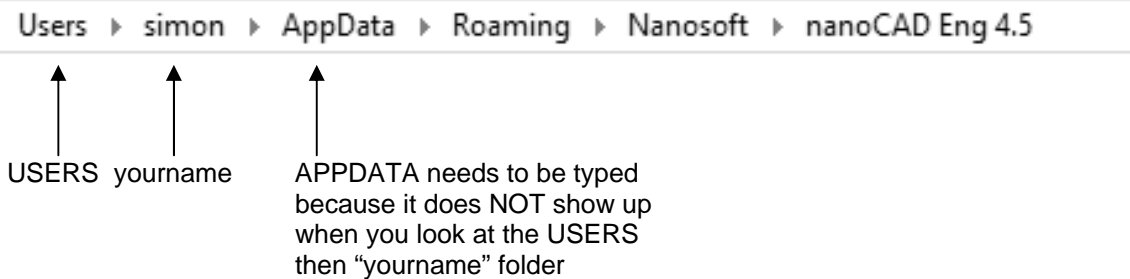 Users ▸ simon ▸ AppData ▸ Roaming ▸ Nanosoft ▸ nanoCAD Eng 4.5
USERS yourname APPDATA needs to be typed
because it does NOT show up
when you look at the USERS
then “yourname” folder